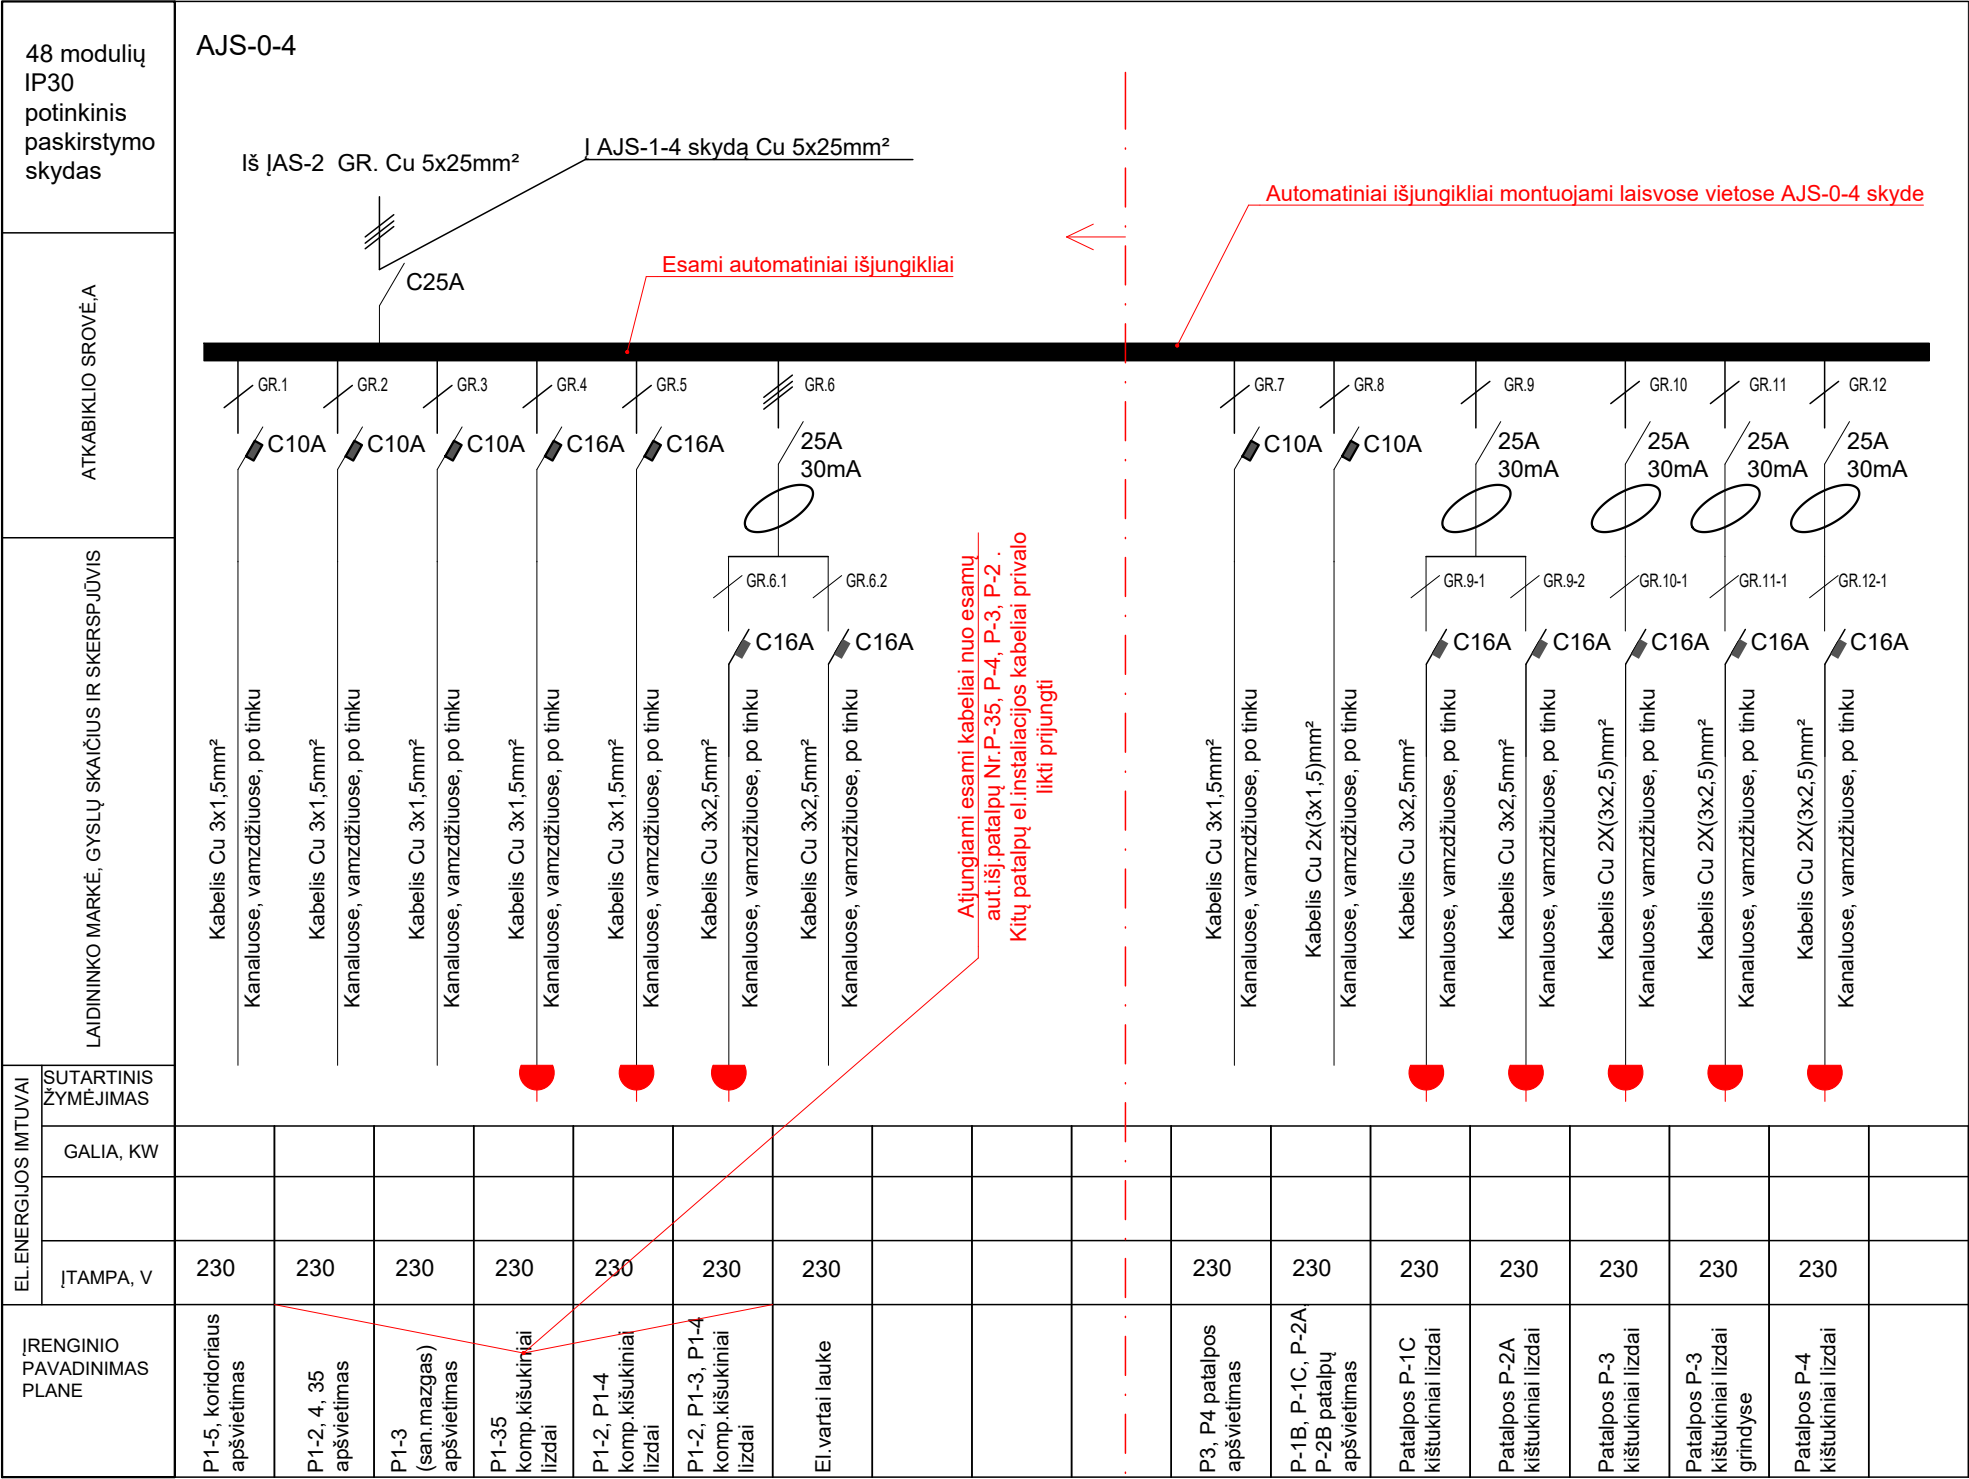 48 modulių
IP30
potinkinis
paskirstymo
skydas
AJS-0-4
Iš ĮAS-2 GR. Cu 5x25mm²
Į AJS-1-4 skydą Cu 5x25mm²
C25A
Esami automatiniai išjungikliai
Automatiniai išjungikliai montuojami laisvose vietose AJS-0-4 skyde
ATKABIKLIO SROVĖ,A
GR.1
GR.2
GR.3
GR.4
GR.5
GR.6
GR.7
GR.8
GR.9
GR.10
GR.11
GR.12
C10A
C10A
C10A
C16A
C16A
25A
30mA
C10A
C10A
25A
30mA
25A
30mA
25A
30mA
25A
30mA
GR.6.1
GR.6.2
GR.9-1
GR.9-2
GR.10-1
GR.11-1
GR.12-1
C16A
C16A
C16A
C16A
C16A
C16A
C16A
LAIDININKO MARKĖ, GYSLŲ SKAIČIUS IR SKERSPJŪVIS
Kabelis Cu 3x1,5mm²
Kanaluose, vamzdžiuose, po tinku
Kabelis Cu 3x1,5mm²
Kanaluose, vamzdžiuose, po tinku
Kabelis Cu 3x1,5mm²
Kanaluose, vamzdžiuose, po tinku
Kabelis Cu 3x1,5mm²
Kanaluose, vamzdžiuose, po tinku
Kabelis Cu 3x1,5mm²
Kanaluose, vamzdžiuose, po tinku
Kabelis Cu 3x2,5mm²
Kanaluose, vamzdžiuose, po tinku
Kabelis Cu 3x2,5mm²
Kanaluose, vamzdžiuose, po tinku
Atjungiami esami kabeliai nuo esamų
aut.išj.patalpų Nr.P-35, P-4, P-3, P-2 .
Kitų patalpų el.instaliacijos kabeliai privalo
likti prijungti
Kabelis Cu 3x1,5mm²
Kanaluose, vamzdžiuose, po tinku
Kabelis Cu 2X(3x1,5)mm²
Kanaluose, vamzdžiuose, po tinku
Kabelis Cu 3x2,5mm²
Kanaluose, vamzdžiuose, po tinku
Kabelis Cu 3x2,5mm²
Kanaluose, vamzdžiuose, po tinku
Kabelis Cu 2X(3x2,5)mm²
Kanaluose, vamzdžiuose, po tinku
Kabelis Cu 2X(3x2,5)mm²
Kanaluose, vamzdžiuose, po tinku
Kabelis Cu 2X(3x2,5)mm²
Kanaluose, vamzdžiuose, po tinku
EL.ENERGIJOS IMTUVAI
SUTARTINIS
ŽYMĖJIMAS
GALIA, KW
ĮTAMPA, V
230
230
230
230
230
230
230
230
230
230
230
230
230
230
ĮRENGINIO
PAVADINIMAS
PLANE
P1-5, koridoriaus
apšvietimas
P1-2, 4, 35
apšvietimas
P1-3
(san.mazgas)
apšvietimas
P1-35
komp.kišukiniai
lizdai
P1-2, P1-4
komp.kišukiniai
lizdai
P1-2, P1-3, P1-4
komp.kišukiniai
lizdai
El.vartai lauke
P3, P4 patalpos
apšvietimas
P-1B, P-1C, P-2A,
P-2B patalpų
apšvietimas
Patalpos P-1C
kištukiniai lizdai
Patalpos P-2A
kištukiniai lizdai
Patalpos P-3
kištukiniai lizdai
Patalpos P-3
kištukiniai lizdai
grindyse
Patalpos P-4
kištukiniai lizdai